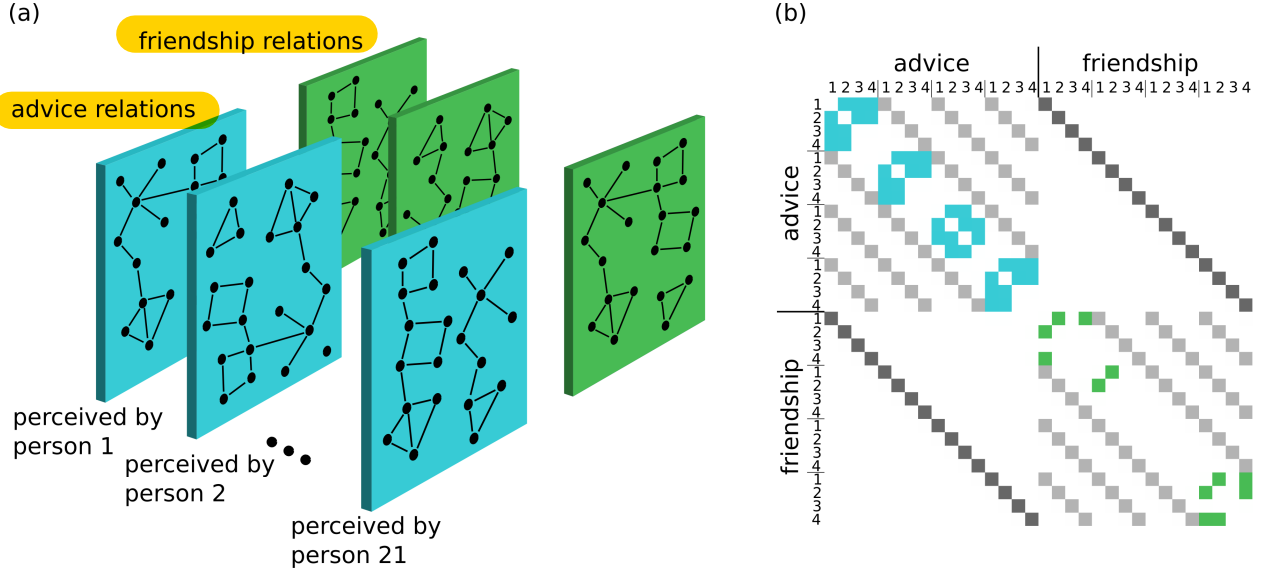 (a)
friendship relations
advice relations
perceived by
person 1
perceived by
person 2
perceived by
person 21
(b)
advice
friendship
1 2 3 4 1 2 3 4 1 2 3 4 1 2 3 4 1 2 3 4 1 2 3 4 1 2 3 4 1 2 3 4
advice
1
2
3
4
1
2
3
4
1
2
3
4
1
2
3
4
friendship
1
2
3
4
1
2
3
4
1
2
3
4
1
2
3
4